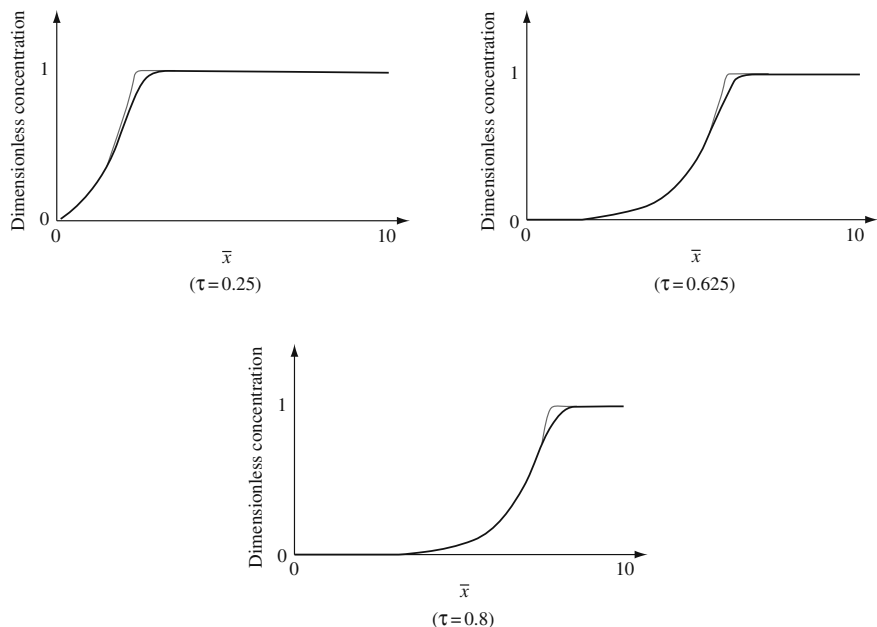 Dimensionless concentration
1
0
0
10
x̅
(τ=0.25)
Dimensionless concentration
1
0
0
10
x̅
(τ=0.625)
Dimensionless concentration
1
0
0
10
x̅
(τ=0.8)